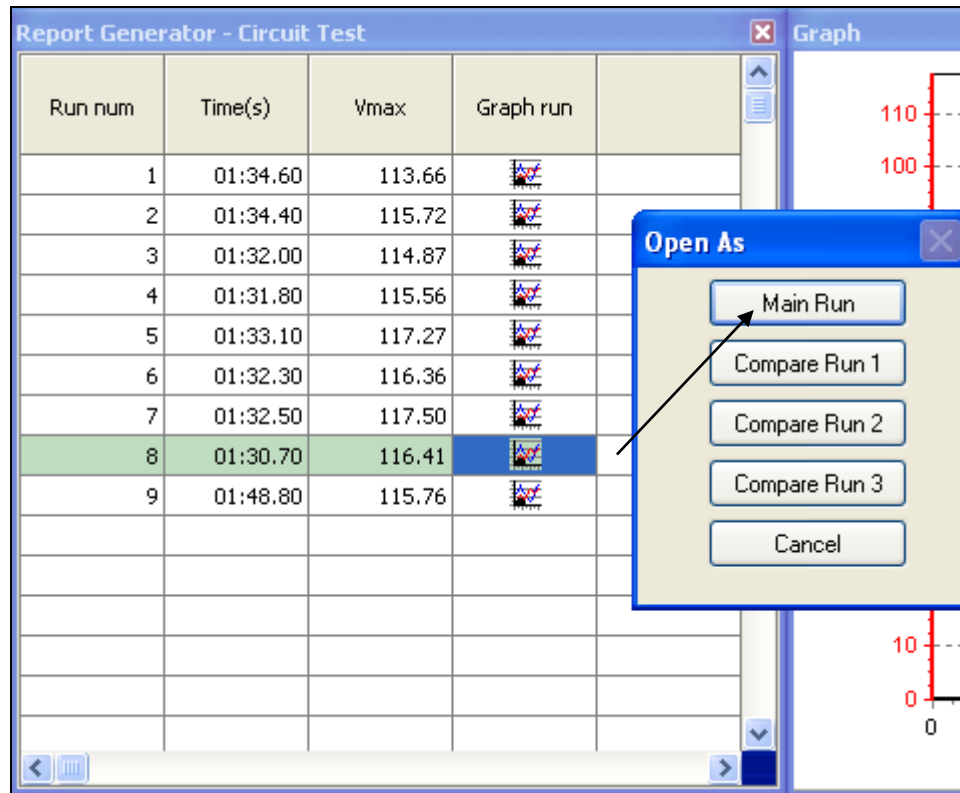 Report Generator - Circuit Test
Run num Time(s) Vmax Graph run
1 01:34.60 113.66
2 01:34.40 115.72
3 01:32.00 114.87
4 01:31.80 115.56
5 01:33.10 117.27
6 01:32.30 116.36
7 01:32.50 117.50
8 01:30.70 116.41
9 01:48.80 115.76
Graph
110
100
10
0
0
Open As
Main Run
Compare Run 1
Compare Run 2
Compare Run 3
Cancel